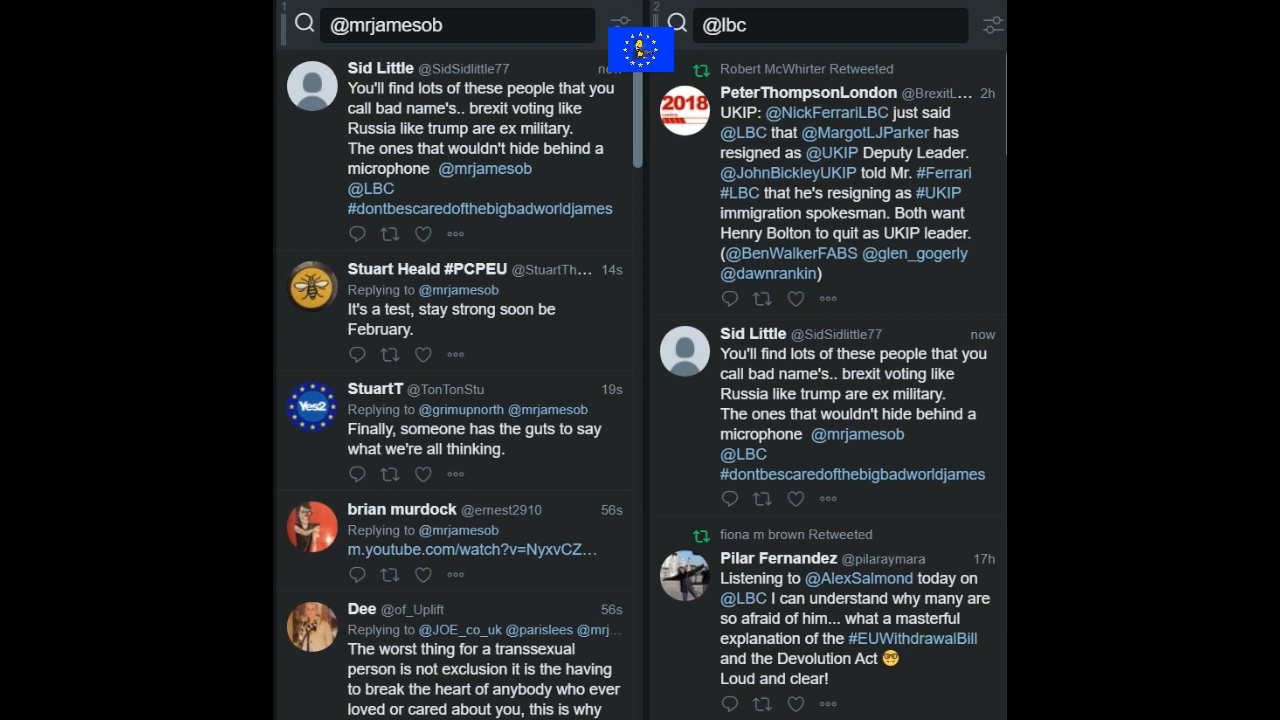 1
@mrjamesob
Sid Little @SidSidlittle77
You'll find lots of these people that you
call bad name's.. brexit voting like
Russia like trump are ex military.
The ones that wouldn't hide behind a
microphone @mrjamesob
@LBC
#dontbescaredofthebigbadworldjames
Stuart Heald #PCPEU @StuartTh... 14s
Replying to @mrjamesob
It's a test, stay strong soon be
February.
Yes2
StuartT @TonTonStu 19s
Replying to @grimupnorth @mrjamesob
Finally, someone has the guts to say
what we're all thinking.
brian murdock @ernest2910 56s
Replying to @mrjamesob
m.youtube.com/watch?v=NyxvCZ...
Dee @of_Uplift 56s
Replying to @JOE_co_uk @parislees @mrj...
The worst thing for a transsexual
person is not exclusion it is the having
to break the heart of anybody who ever
loved or cared about you, this is why
2
@lbc
Robert McWhirter Retweeted
2018
Loading
PeterThompsonLondon @BrexitL... 2h
UKIP: @NickFerrariLBC just said
@LBC that @MargotLJParker has
resigned as @UKIP Deputy Leader.
@JohnBickleyUKIP told Mr. #Ferrari
#LBC that he's resigning as #UKIP
immigration spokesman. Both want
Henry Bolton to quit as UKIP leader.
(@BenWalkerFABS @glen_gogerly
@dawnrankin)
Sid Little @SidSidlittle77 now
You'll find lots of these people that you
call bad name's.. brexit voting like
Russia like trump are ex military.
The ones that wouldn't hide behind a
microphone @mrjamesob
@LBC
#dontbescaredofthebigbadworldjames
fiona m brown Retweeted
Pilar Fernandez @pilaraymara 17h
Listening to @AlexSalmond today on
@LBC I can understand why many are
so afraid of him... what a masterful
explanation of the #EUWithdrawalBill
and the Devolution Act 🤓
Loud and clear!